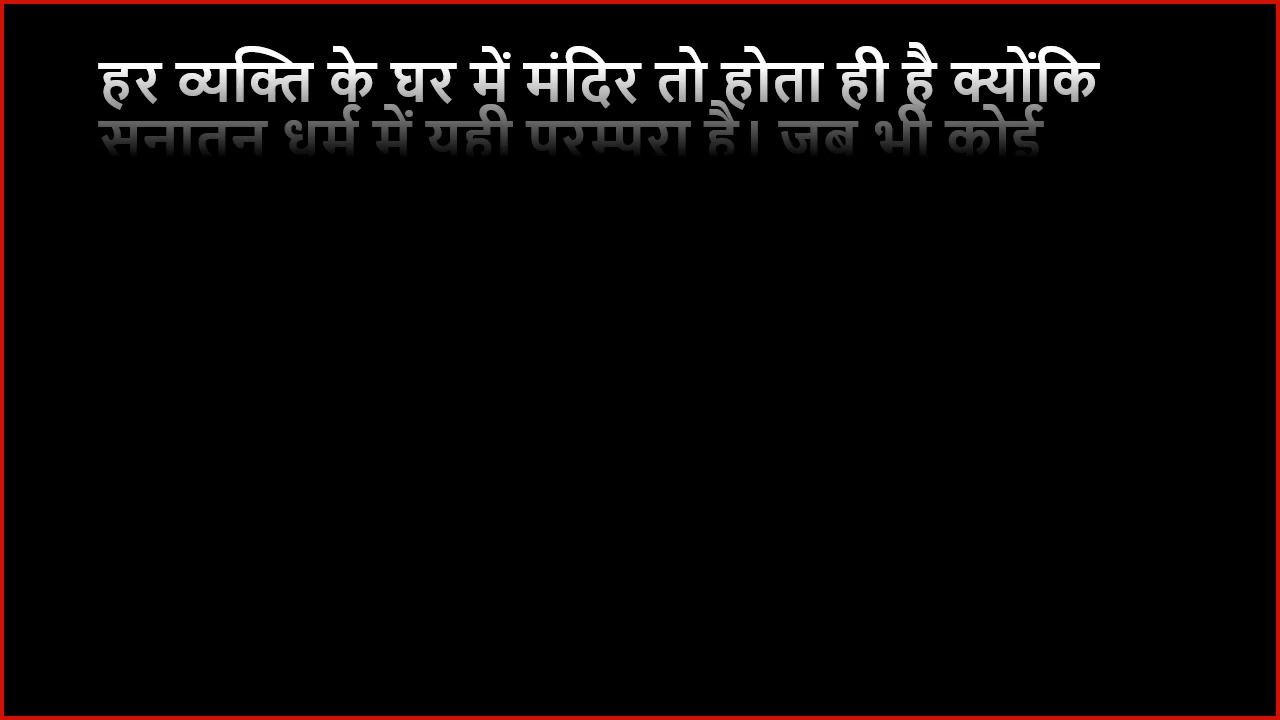 हर व्यक्ति के घर में मंदिर तो होता ही है क्योंकि
सनातन धर्म में यही परम्परा है। जब भी कोई